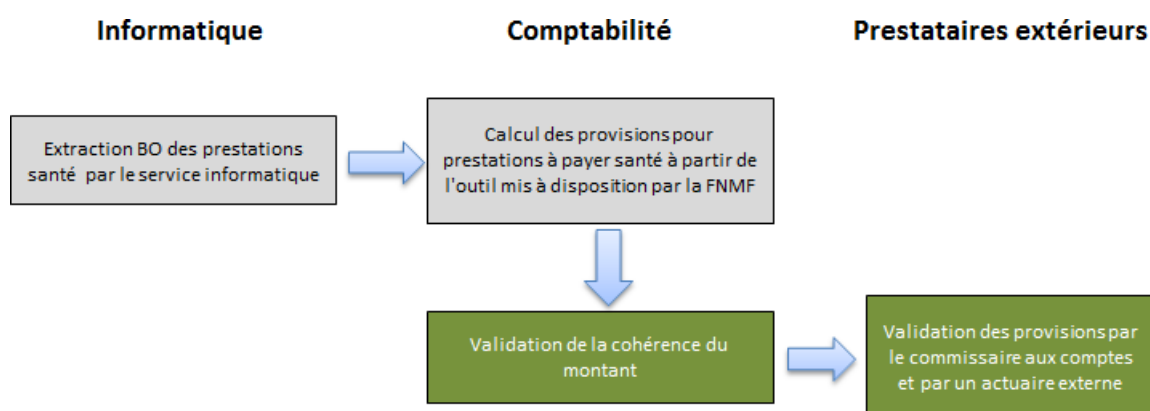 Informatique
Comptabilité
Prestataires extérieurs
Extraction BO des prestations
santé par le service informatique
Calcul des provisions pour
prestations à payer santé à partir de
l'outil mis à disposition par la FNMF
Validation de la cohérence du
montant
Validation des provisions par
le commissaire aux comptes
et par un actuaire externe